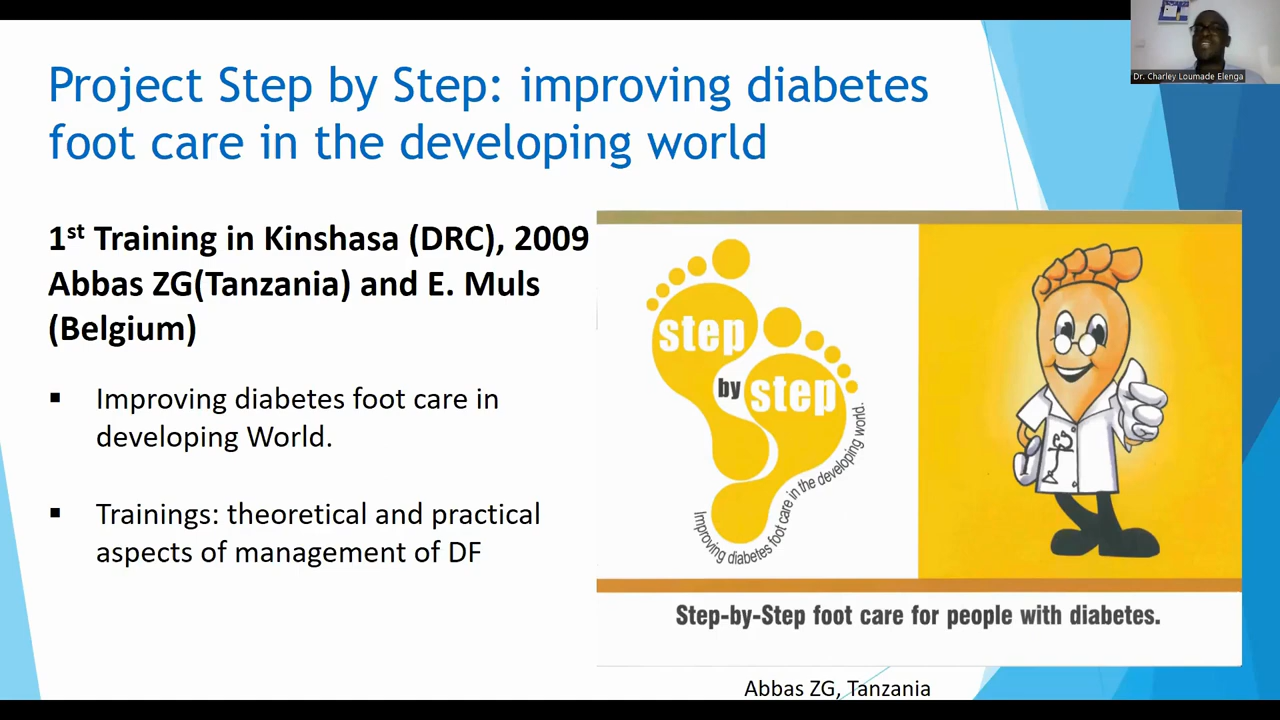 Dr. Charley Loumade Elenga
Project Step by Step: improving diabetes
foot care in the developing world
1st Training in Kinshasa (DRC), 2009
Abbas ZG(Tanzania) and E. Muls
(Belgium)
▪ Improving diabetes foot care in
developing World.
▪ Trainings: theoretical and practical
aspects of management of DF
step
by step
Improving diabetes foot care in the developing world.
Step-by-Step foot care for people with diabetes.
Abbas ZG, Tanzania